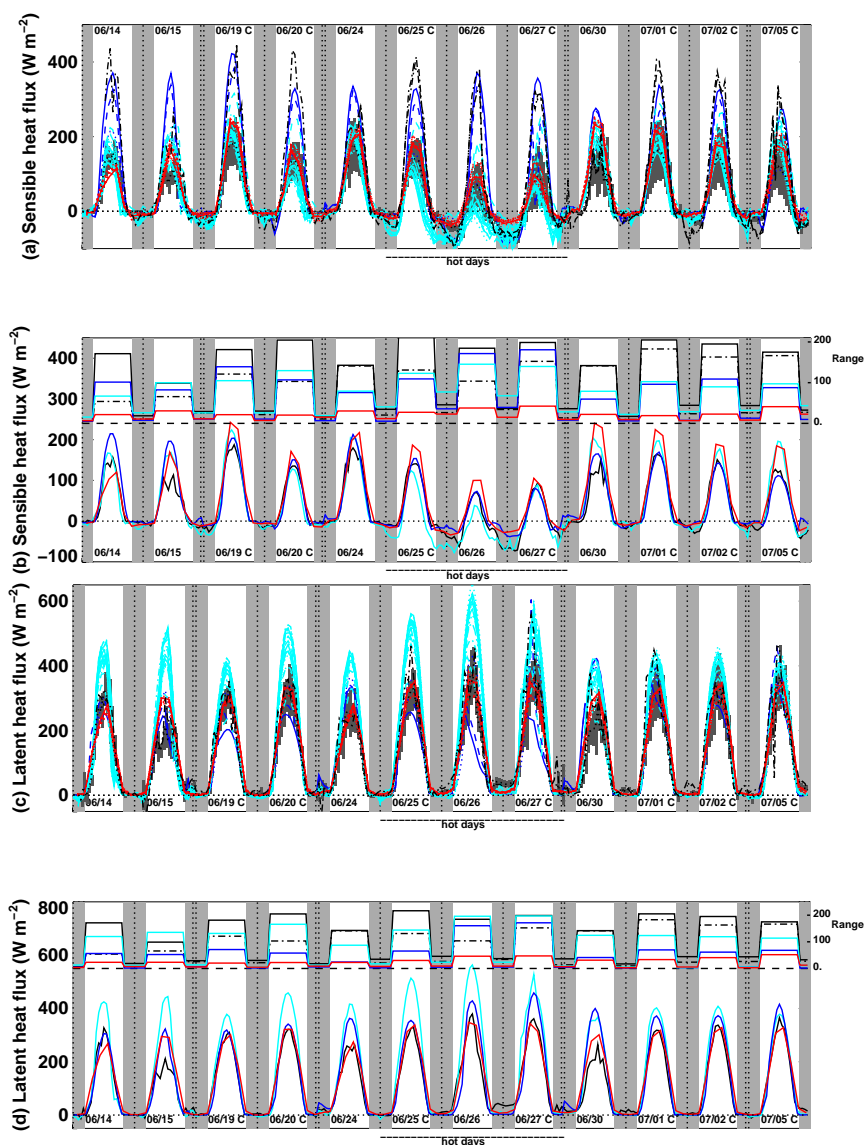 (a) Sensible heat flux (W m−2)
400
200
0
06/14 06/15 06/19 C 06/20 C 06/24 06/25 C 06/26 06/27 C 06/30 07/01 C 07/02 C 07/05 C
hot days
(b) Sensible heat flux (W m−2)
400
300
200
100
0
−100
200
100
0.
Range
06/14 06/15 06/19 C 06/20 C 06/24 06/25 C 06/26 06/27 C 06/30 07/01 C 07/02 C 07/05 C
hot days
(c) Latent heat flux (W m−2)
600
400
200
0
06/14 06/15 06/19 C 06/20 C 06/24 06/25 C 06/26 06/27 C 06/30 07/01 C 07/02 C 07/05 C
hot days
(d) Latent heat flux (W m−2)
800
600
400
200
0
200
100
0.
Range
06/14 06/15 06/19 C 06/20 C 06/24 06/25 C 06/26 06/27 C 06/30 07/01 C 07/02 C 07/05 C
hot days